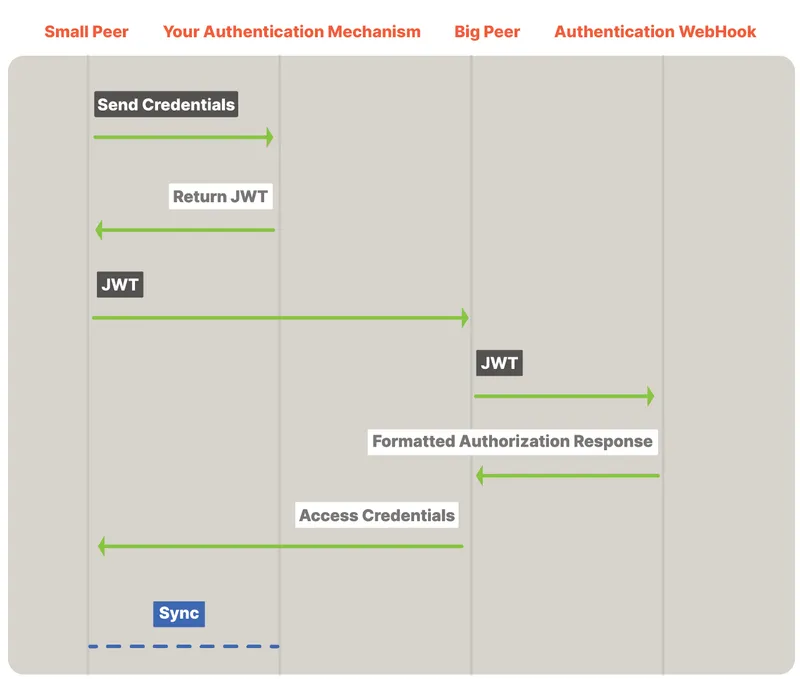 Small Peer
Your Authentication Mechanism
Big Peer
Authentication WebHook
Send Credentials
Return JWT
JWT
JWT
Formatted Authorization Response
Access Credentials
Sync